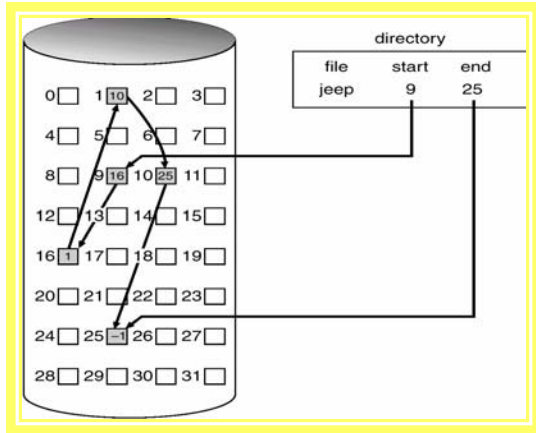 directory
file start end
jeep 9 25
0 1 10 2 3
4 5 6 7
8 9 16 10 25 11
12 13 14 15
16 1 17 18 19
20 21 22 23
24 25 -1 26 27
28 29 30 31